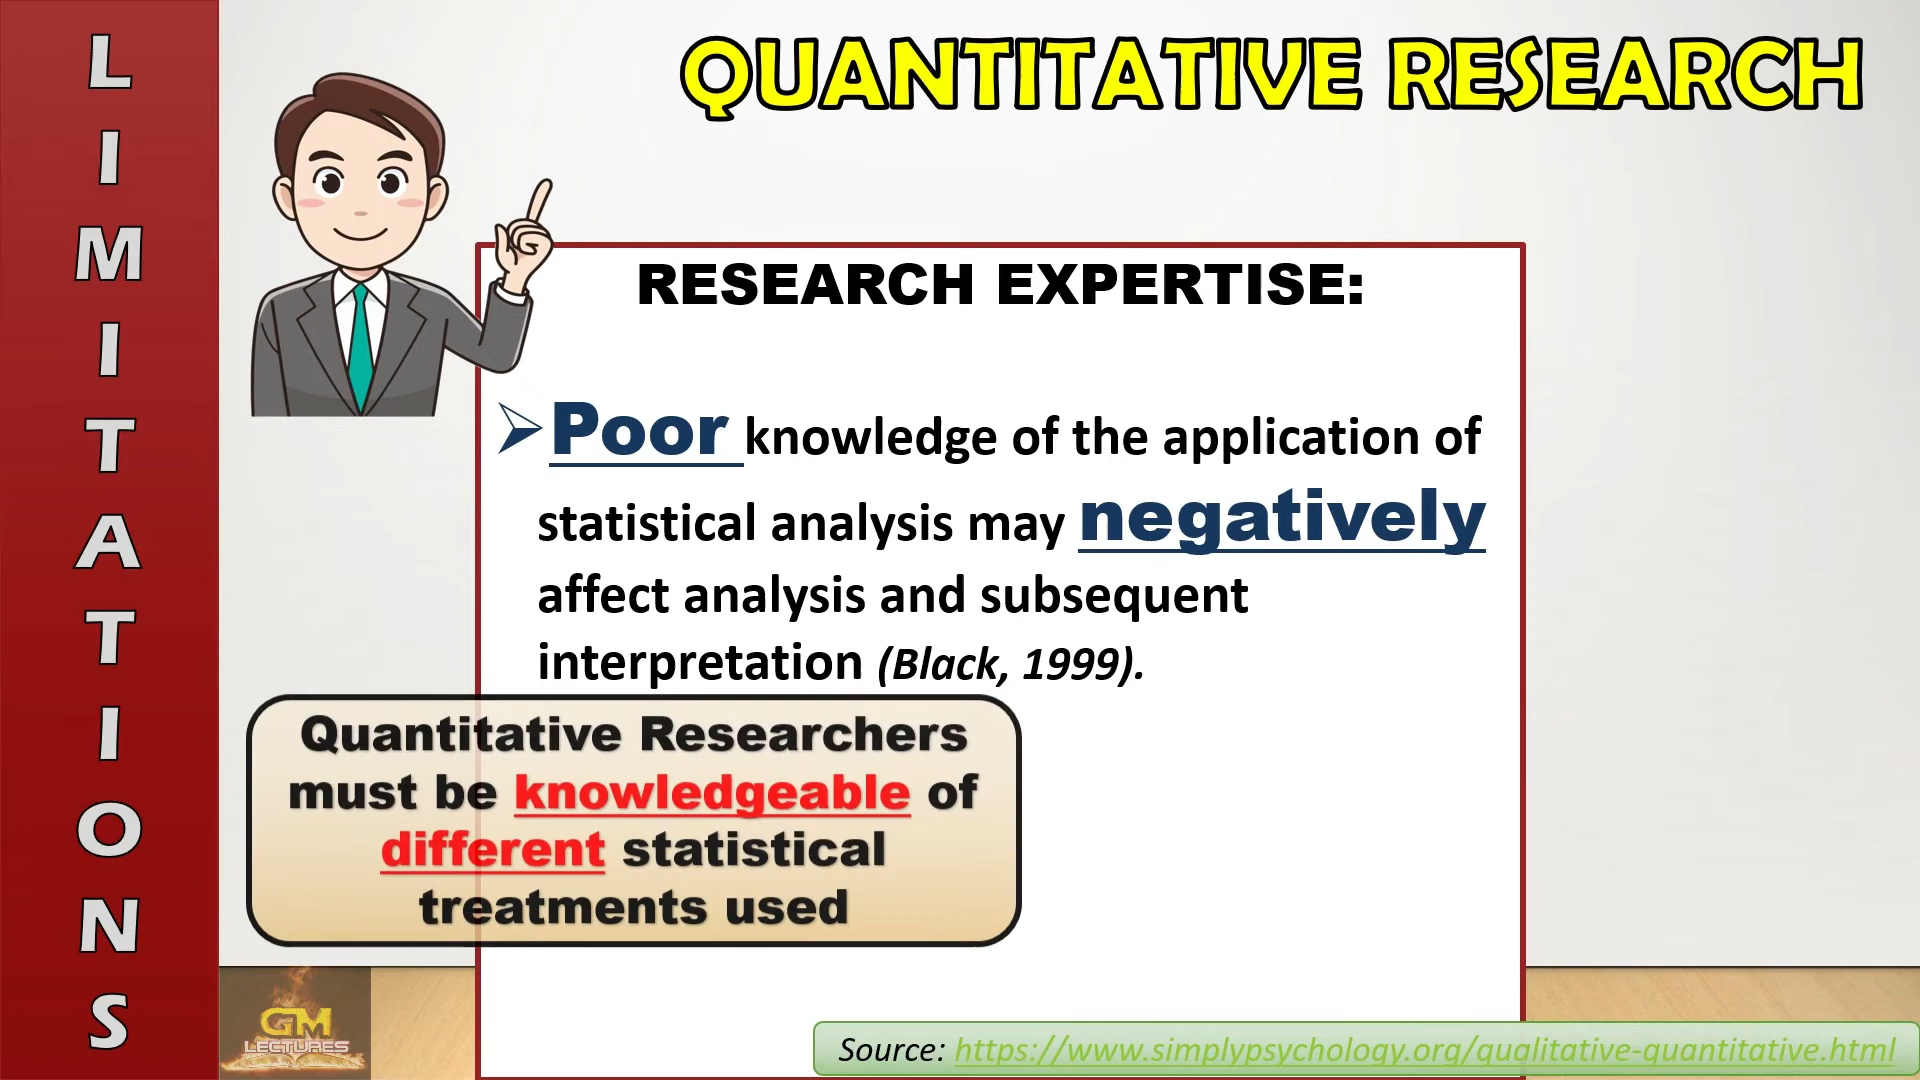 LIMITATIONS
QUANTITATIVE RESEARCH
RESEARCH EXPERTISE:
Poor knowledge of the application of
statistical analysis may negatively
affect analysis and subsequent
interpretation (Black, 1999).
Quantitative Researchers
must be knowledgeable of
different statistical
treatments used
GM
LECTURES
Source: https://www.simplypsychology.org/qualitative-quantitative.html